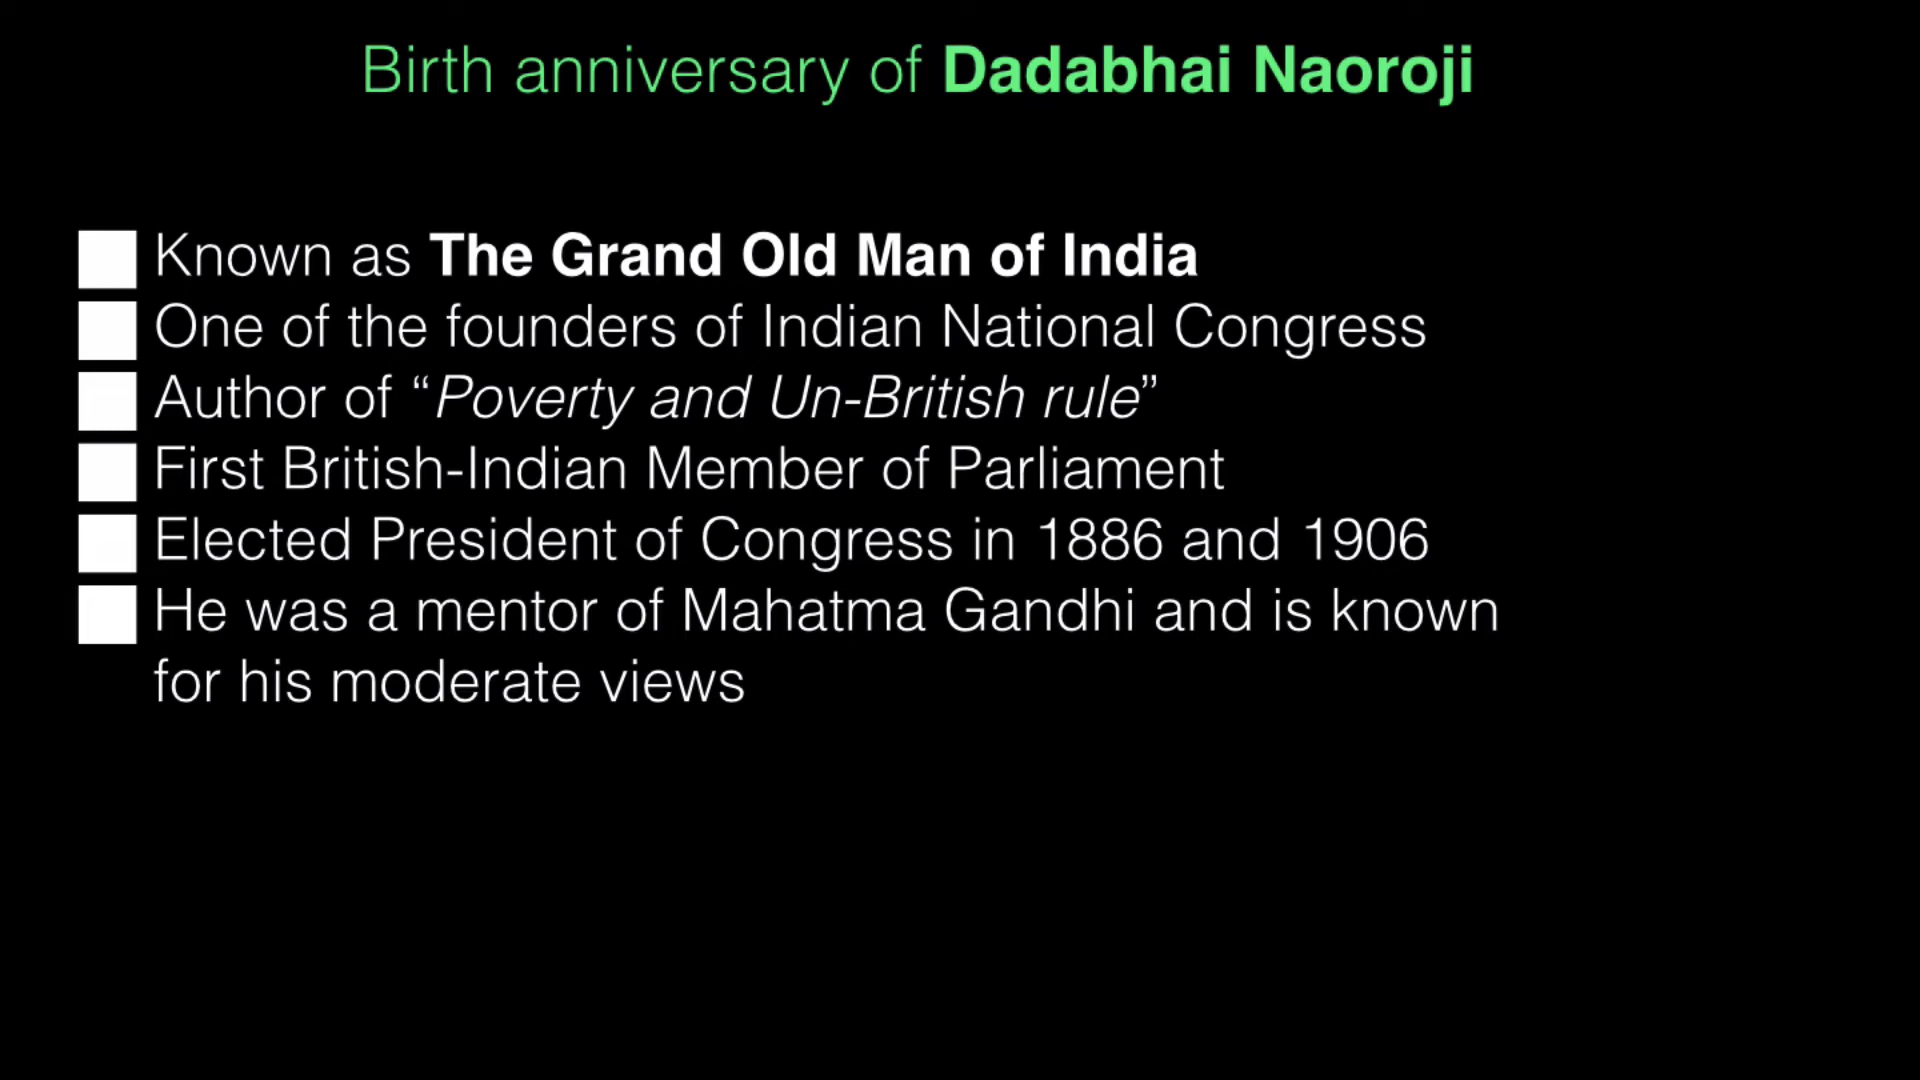 Birth anniversary of Dadabhai Naoroji
Known as The Grand Old Man of India
One of the founders of Indian National Congress
Author of “Poverty and Un-British rule”
First British-Indian Member of Parliament
Elected President of Congress in 1886 and 1906
He was a mentor of Mahatma Gandhi and is known
for his moderate views